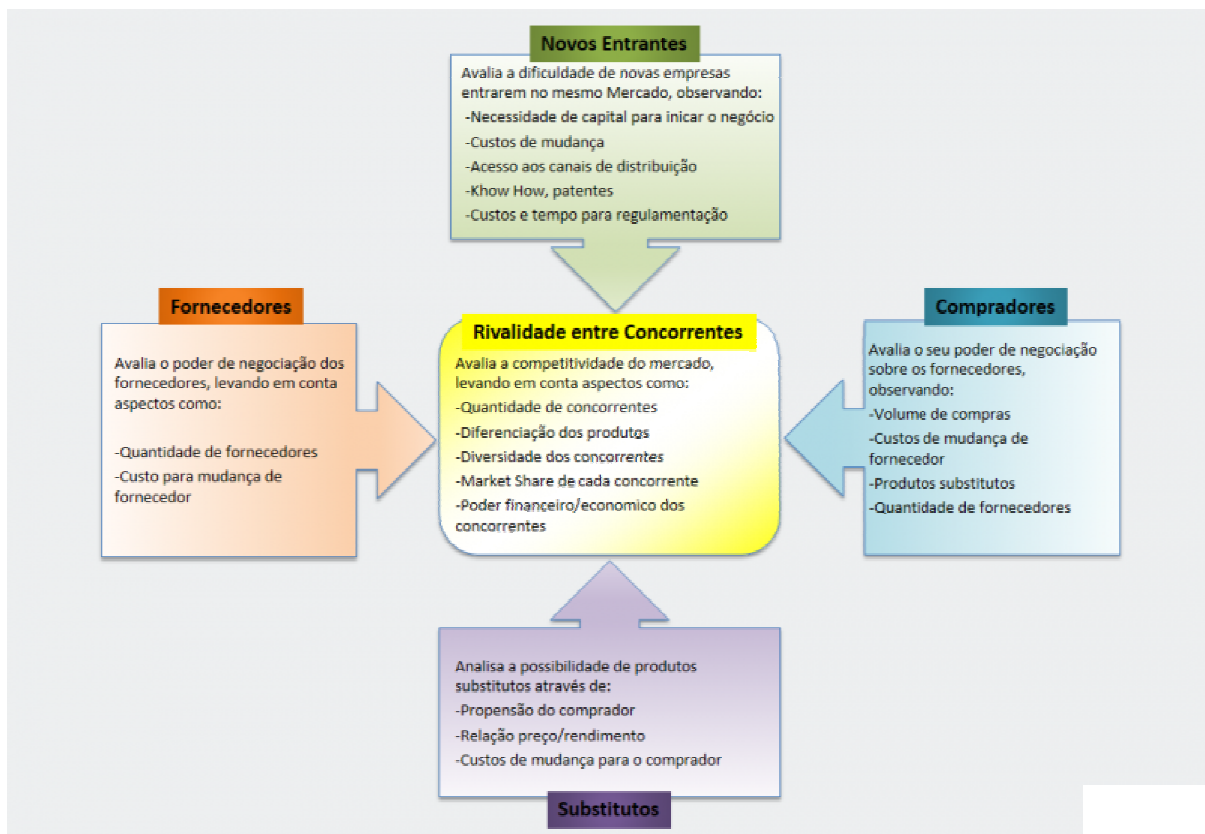 Novos Entrantes
Avalia a dificuldade de novas empresas
entrarem no mesmo Mercado, observando:
-Necessidade de capital para inicar o negócio
-Custos de mudança
-Acesso aos canais de distribuição
-Khow How, patentes
-Custos e tempo para regulamentação
Fornecedores
Avalia o poder de negociação dos
fornecedores, levando em conta
aspectos como:
-Quantidade de fornecedores
-Custo para mudança de
fornecedor
Rivalidade entre Concorrentes
Avalia a competitividade do mercado,
levando em conta aspectos como:
-Quantidade de concorrentes
-Diferenciação dos produtos
-Diversidade dos concorrentes
-Market Share de cada concorrente
-Poder financeiro/economico dos
concorrentes
Compradores
Avalia o seu poder de negociação
sobre os fornecedores,
observando:
-Volume de compras
-Custos de mudança de
fornecedor
-Produtos substitutos
-Quantidade de fornecedores
Analisa a possibilidade de produtos
substitutos através de:
-Propensão do comprador
-Relação preço/rendimento
-Custos de mudança para o comprador
Substitutos